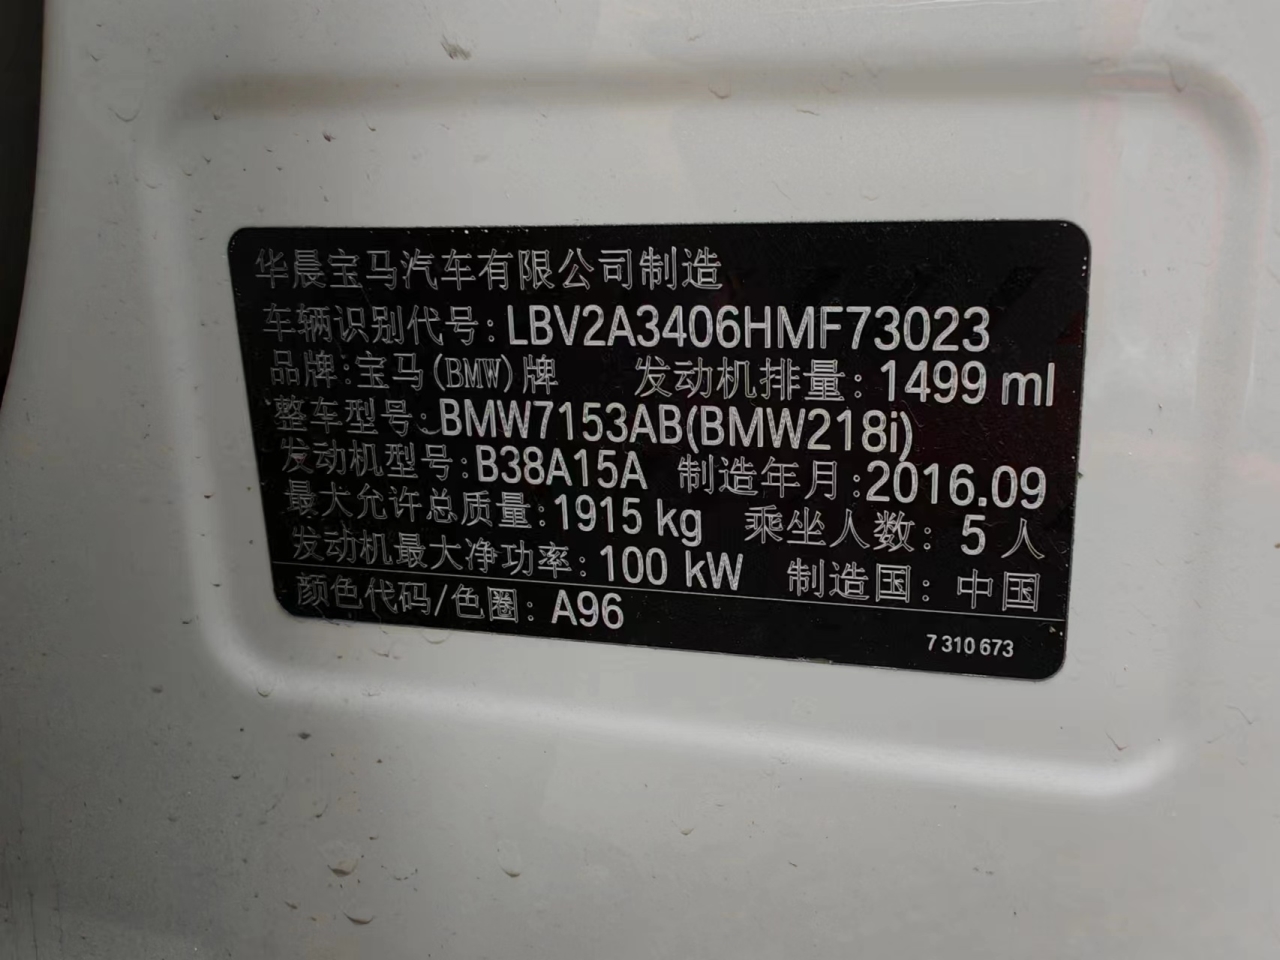 华晨宝马汽车有限公司制造
车辆识别代号:LBV2A3406HMF73023
品牌:宝马(BMW)牌 发动机排量:1499 ml
整车型号:BMW7153AB(BMW218i)
发动机型号:B38A15A 制造年月:2016.09
最大允许总质量:1915 kg 乘坐人数:5人
发动机最大净功率:100 kW 制造国:中国
颜色代码/色圈:A96
7 310 673